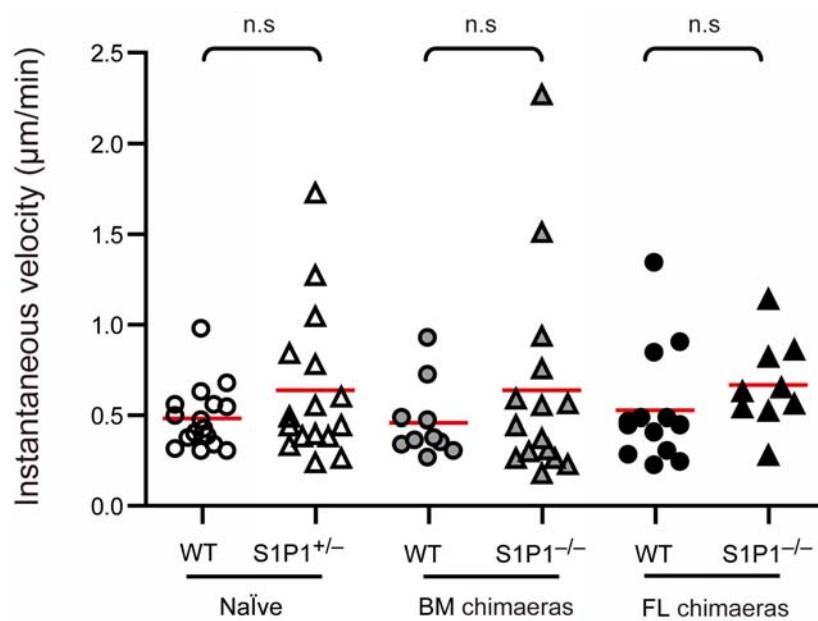 n.s n.s n.s
Instantaneous velocity (µm/min)
2.5
2.0
1.5
1.0
0.5
0.0
WT S1P1+/– WT S1P1–/– WT S1P1–/–
NaÏve BM chimaeras FL chimaeras